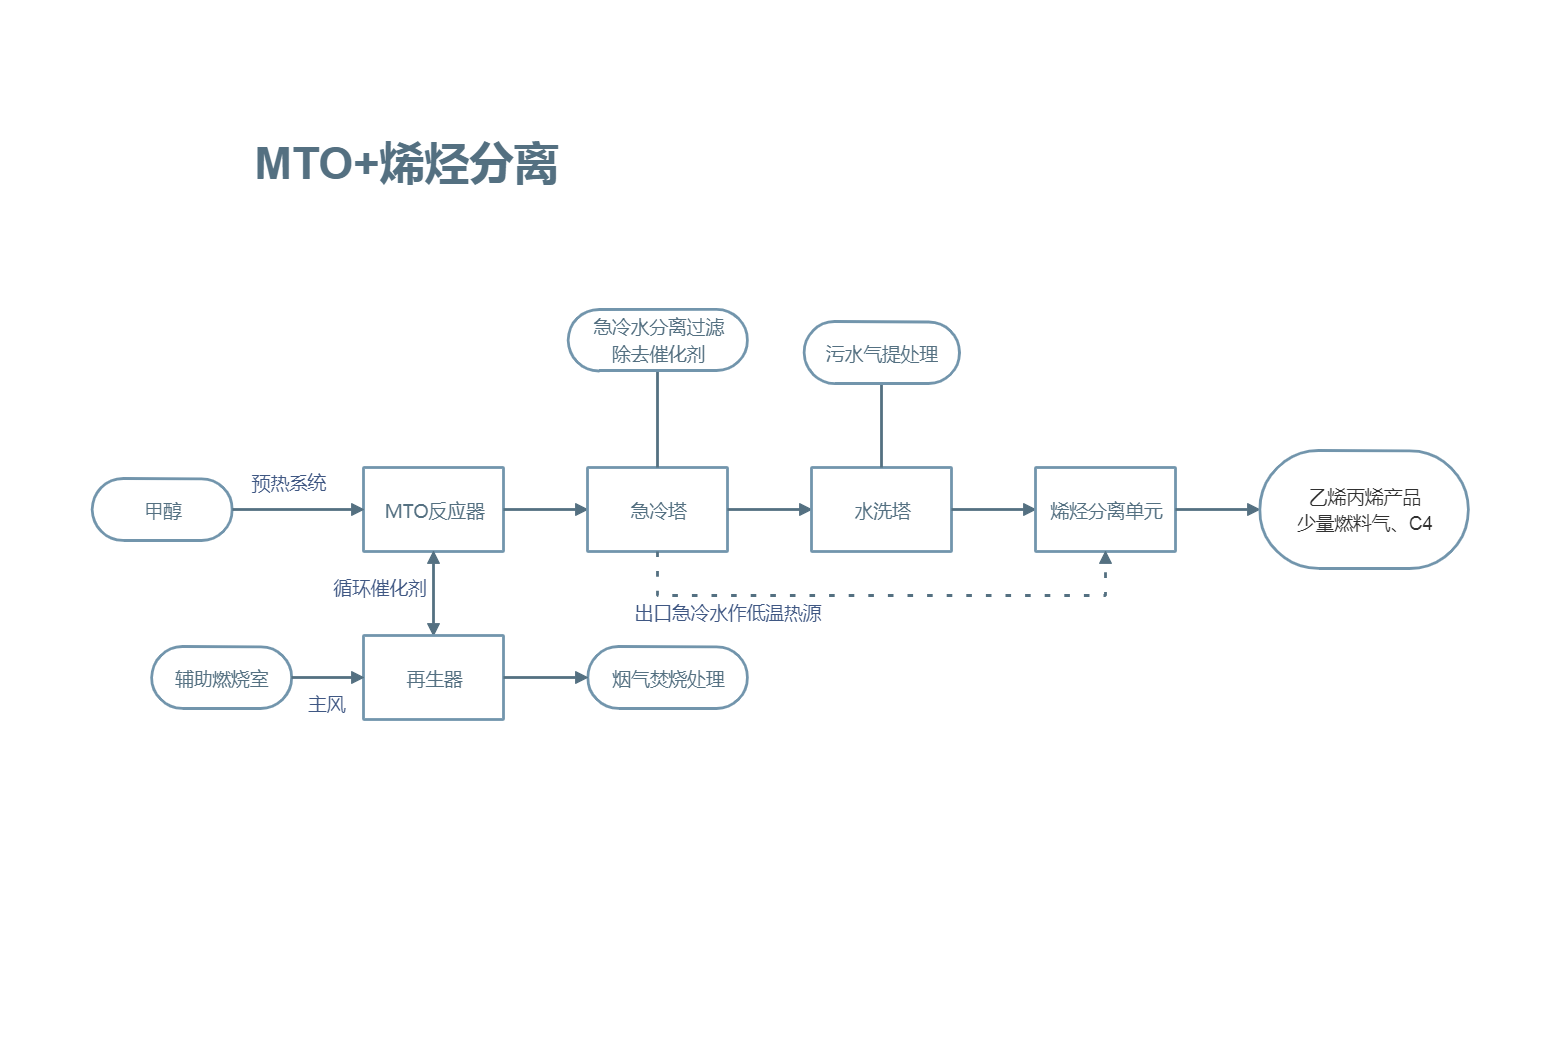 MTO+烯烃分离
急冷水分离过滤
除去催化剂
污水气提处理
甲醇
预热系统
MTO反应器
急冷塔
水洗塔
烯烃分离单元
乙烯丙烯产品
少量燃料气、C4
循环催化剂
出口急冷水作低温热源
辅助燃烧室
主风
再生器
烟气焚烧处理